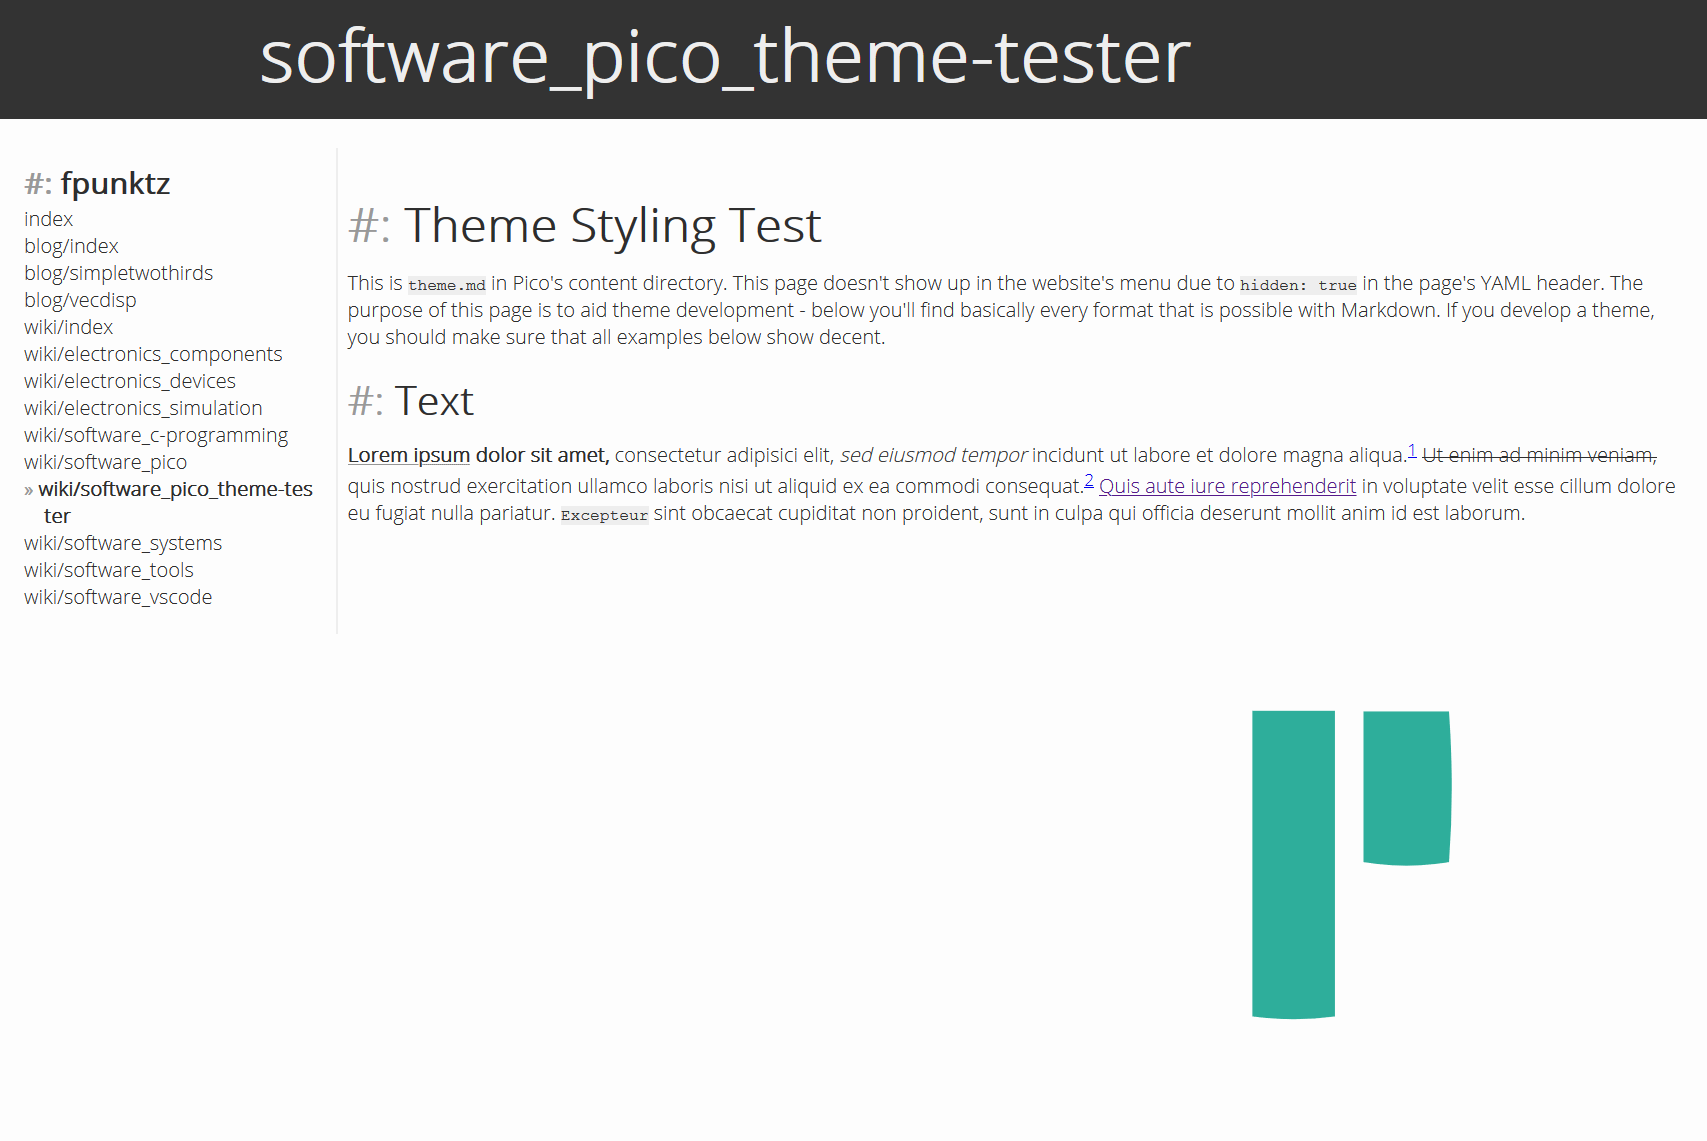 software_pico_theme-tester
#: fpunktz
index
blog/index
blog/simpletwothirds
blog/vecdisp
wiki/index
wiki/electronics_components
wiki/electronics_devices
wiki/electronics_simulation
wiki/software_c-programming
wiki/software_pico
» wiki/software_pico_theme-tes
ter
wiki/software_systems
wiki/software_tools
wiki/software_vscode
#: Theme Styling Test
This is theme.md in Pico's content directory. This page doesn't show up in the website's menu due to hidden: true in the page's YAML header. The
purpose of this page is to aid theme development - below you'll find basically every format that is possible with Markdown. If you develop a theme,
you should make sure that all examples below show decent.
#: Text
Lorem ipsum dolor sit amet, consectetur adipisici elit, sed eiusmod tempor incidunt ut labore et dolore magna aliqua.1 Ut enim ad minim veniam,
quis nostrud exercitation ullamco laboris nisi ut aliquid ex ea commodi consequat.2 Quis aute iure reprehenderit in voluptate velit esse cillum dolore
eu fugiat nulla pariatur. Excepteur sint obcaecat cupiditat non proident, sunt in culpa qui officia deserunt mollit anim id est laborum.